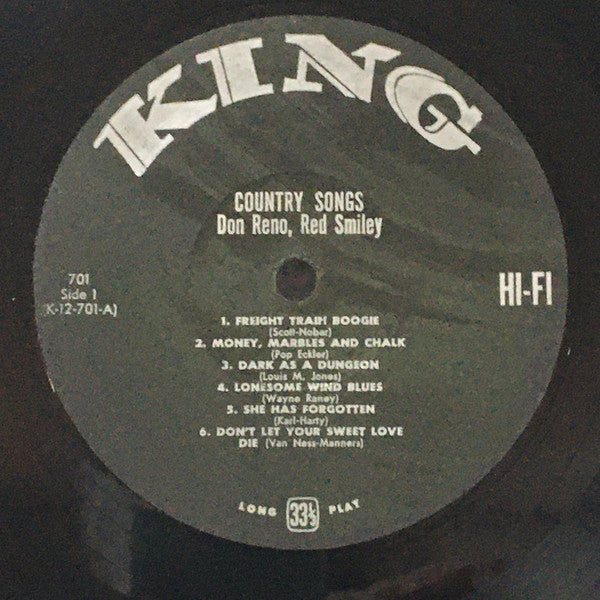 KING
COUNTRY SONGS
Don Reno, Red Smiley
701
Side 1
K-12-701-A)
HI-FI
1. FREIGHT TRAIN BOOGIE
(Scott-Nobar)
2. MONEY, MARBLES AND CHALK
(Pop Eckler)
3. DARK AS A DUNGEON
(Louis M. Jones)
4. LONESOME WIND BLUES
(Wayne Raney)
5. SHE HAS FORGOTTEN
(Karl-Harty)
6. DON'T LET YOUR SWEET LOVE
DIE (Van Ness-Manners)
LONG 33⅓ PLAY